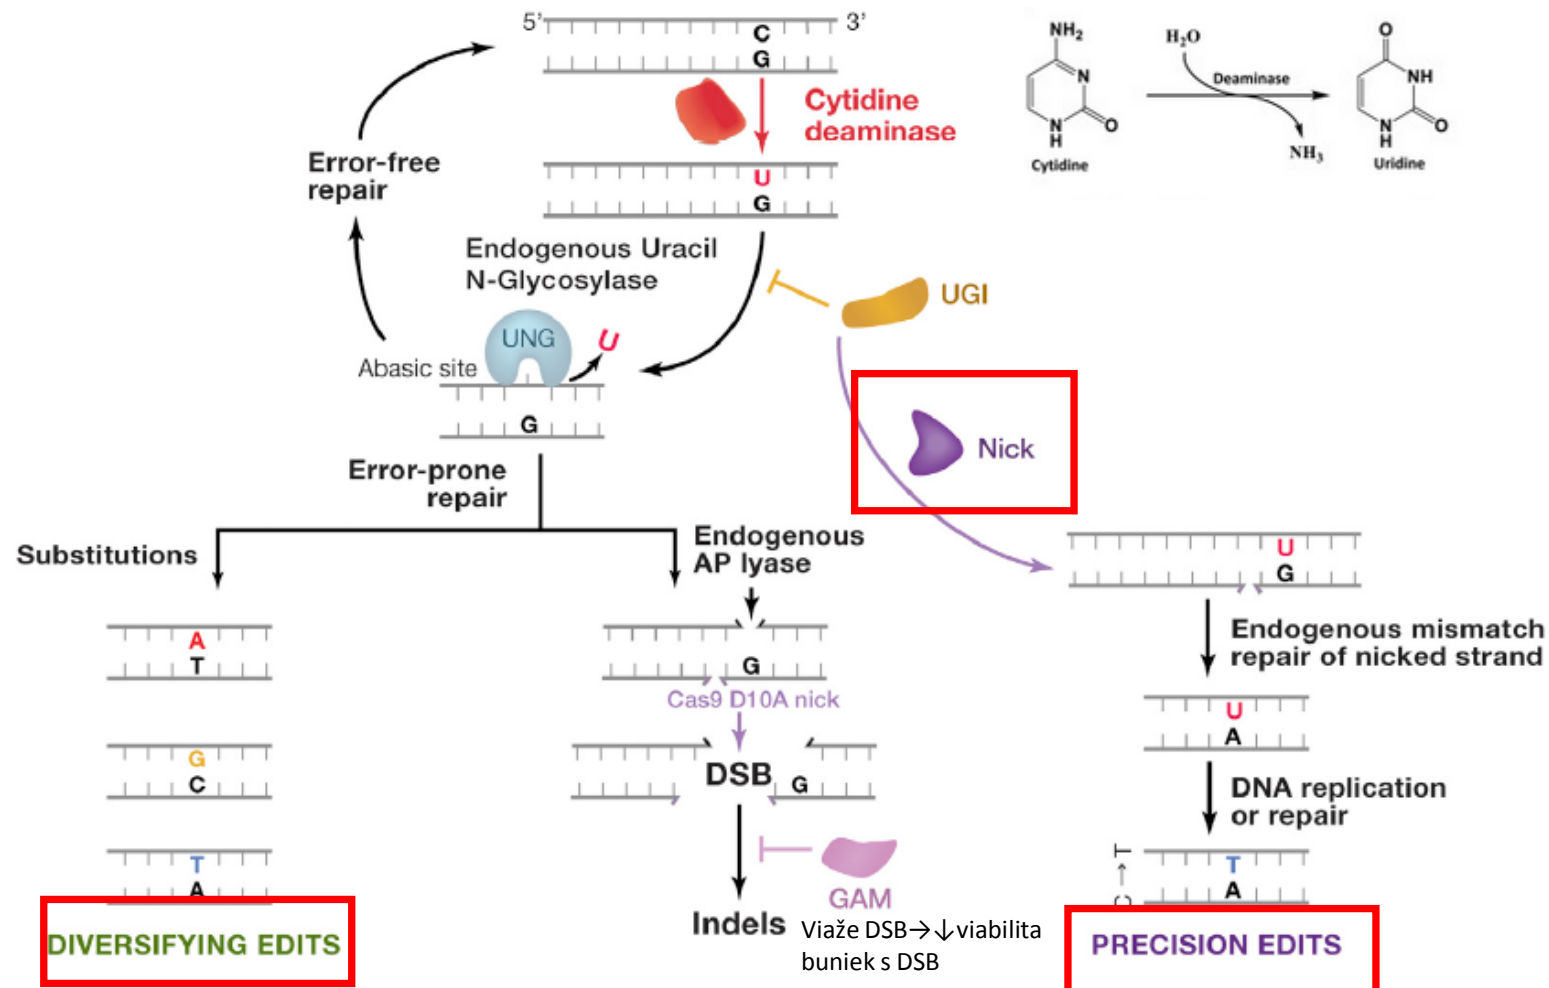 5’
3’
C
G
Cytidine
deaminase
NH2
N
N
H
O
Cytidine
H2O
Deaminase
NH3
O
NH
N
H
O
Uridine
U
G
Error-free
repair
Endogenous Uracil
N-Glycosylase
UGI
UNG
U
Abasic site
G
Nick
Error-prone
repair
Substitutions
Endogenous
AP lyase
U
G
A
T
G
Cas9 D10A nick
Endogenous mismatch
repair of nicked strand
U
A
G
C
DSB
G
DNA replication
or repair
T
A
GAM
C → T
T
A
DIVERSIFYING EDITS
Indels
Viaže DSB→↓viabilita
buniek s DSB
PRECISION EDITS